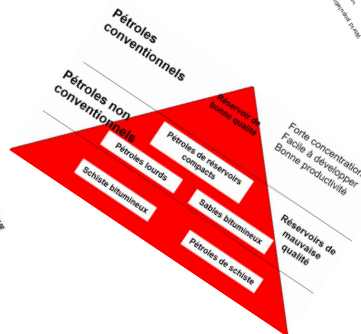 Pétroles
conventionnels
Pétroles non
conventionnels
Réservoir de
bonne qualité
Forte concentration
Facile à développer
Bonne productivité
Pétroles de réservoirs
compacts
Pétroles lourds
Sables bitumineux
Schiste bitumineux
Pétroles de schiste
Réservoirs de
mauvaise
qualité